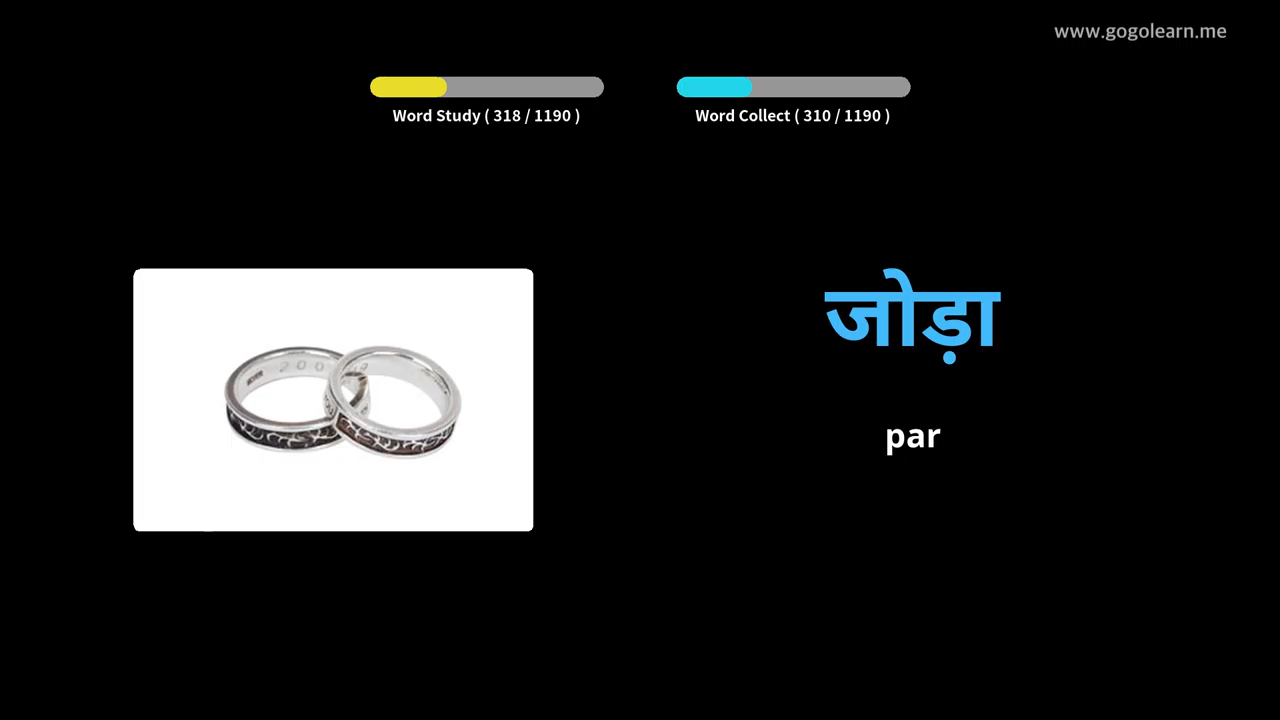 www.gogolearn.me
Word Study ( 318 / 1190 )
Word Collect ( 310 / 1190 )
जोड़ा
par